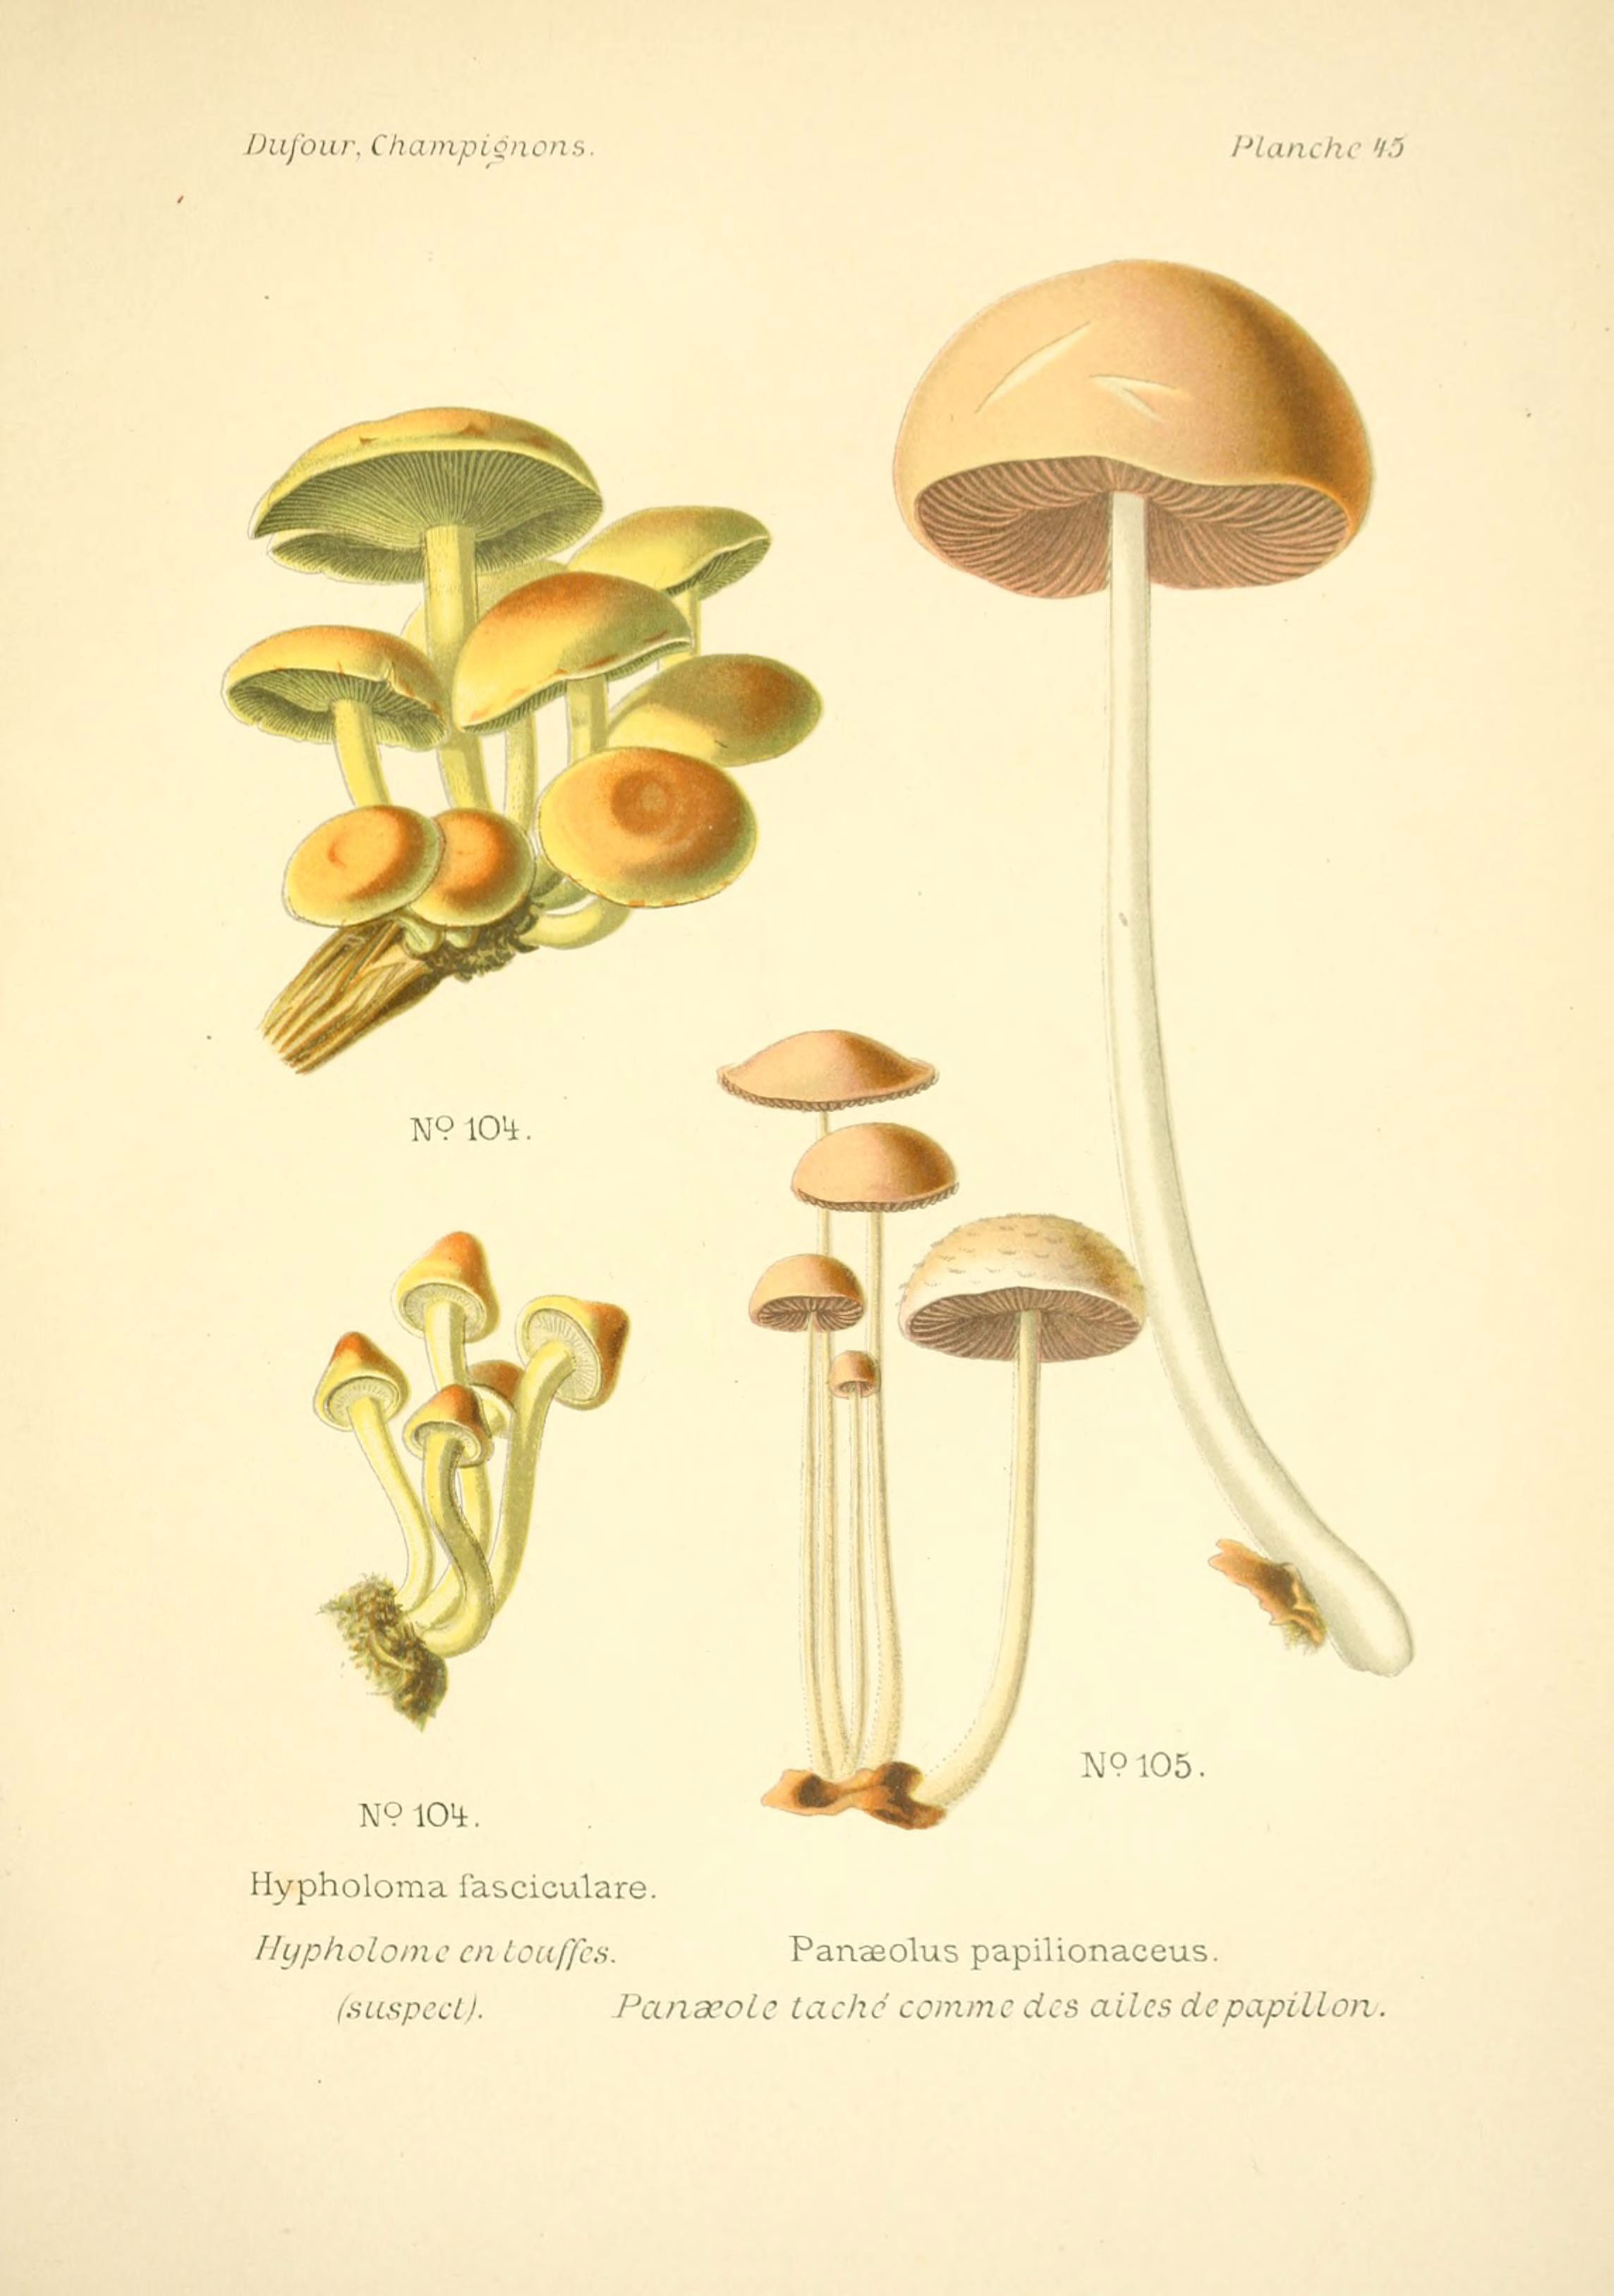 Dufour, Champignons.
Planche 45
Nº 104.
Nº 105.
Nº 104.
Hypholoma fasciculare.
Hypholome en touffes.
(suspect).
Panæolus papilionaceus.
Panæole taché comme des ailes de papillon.